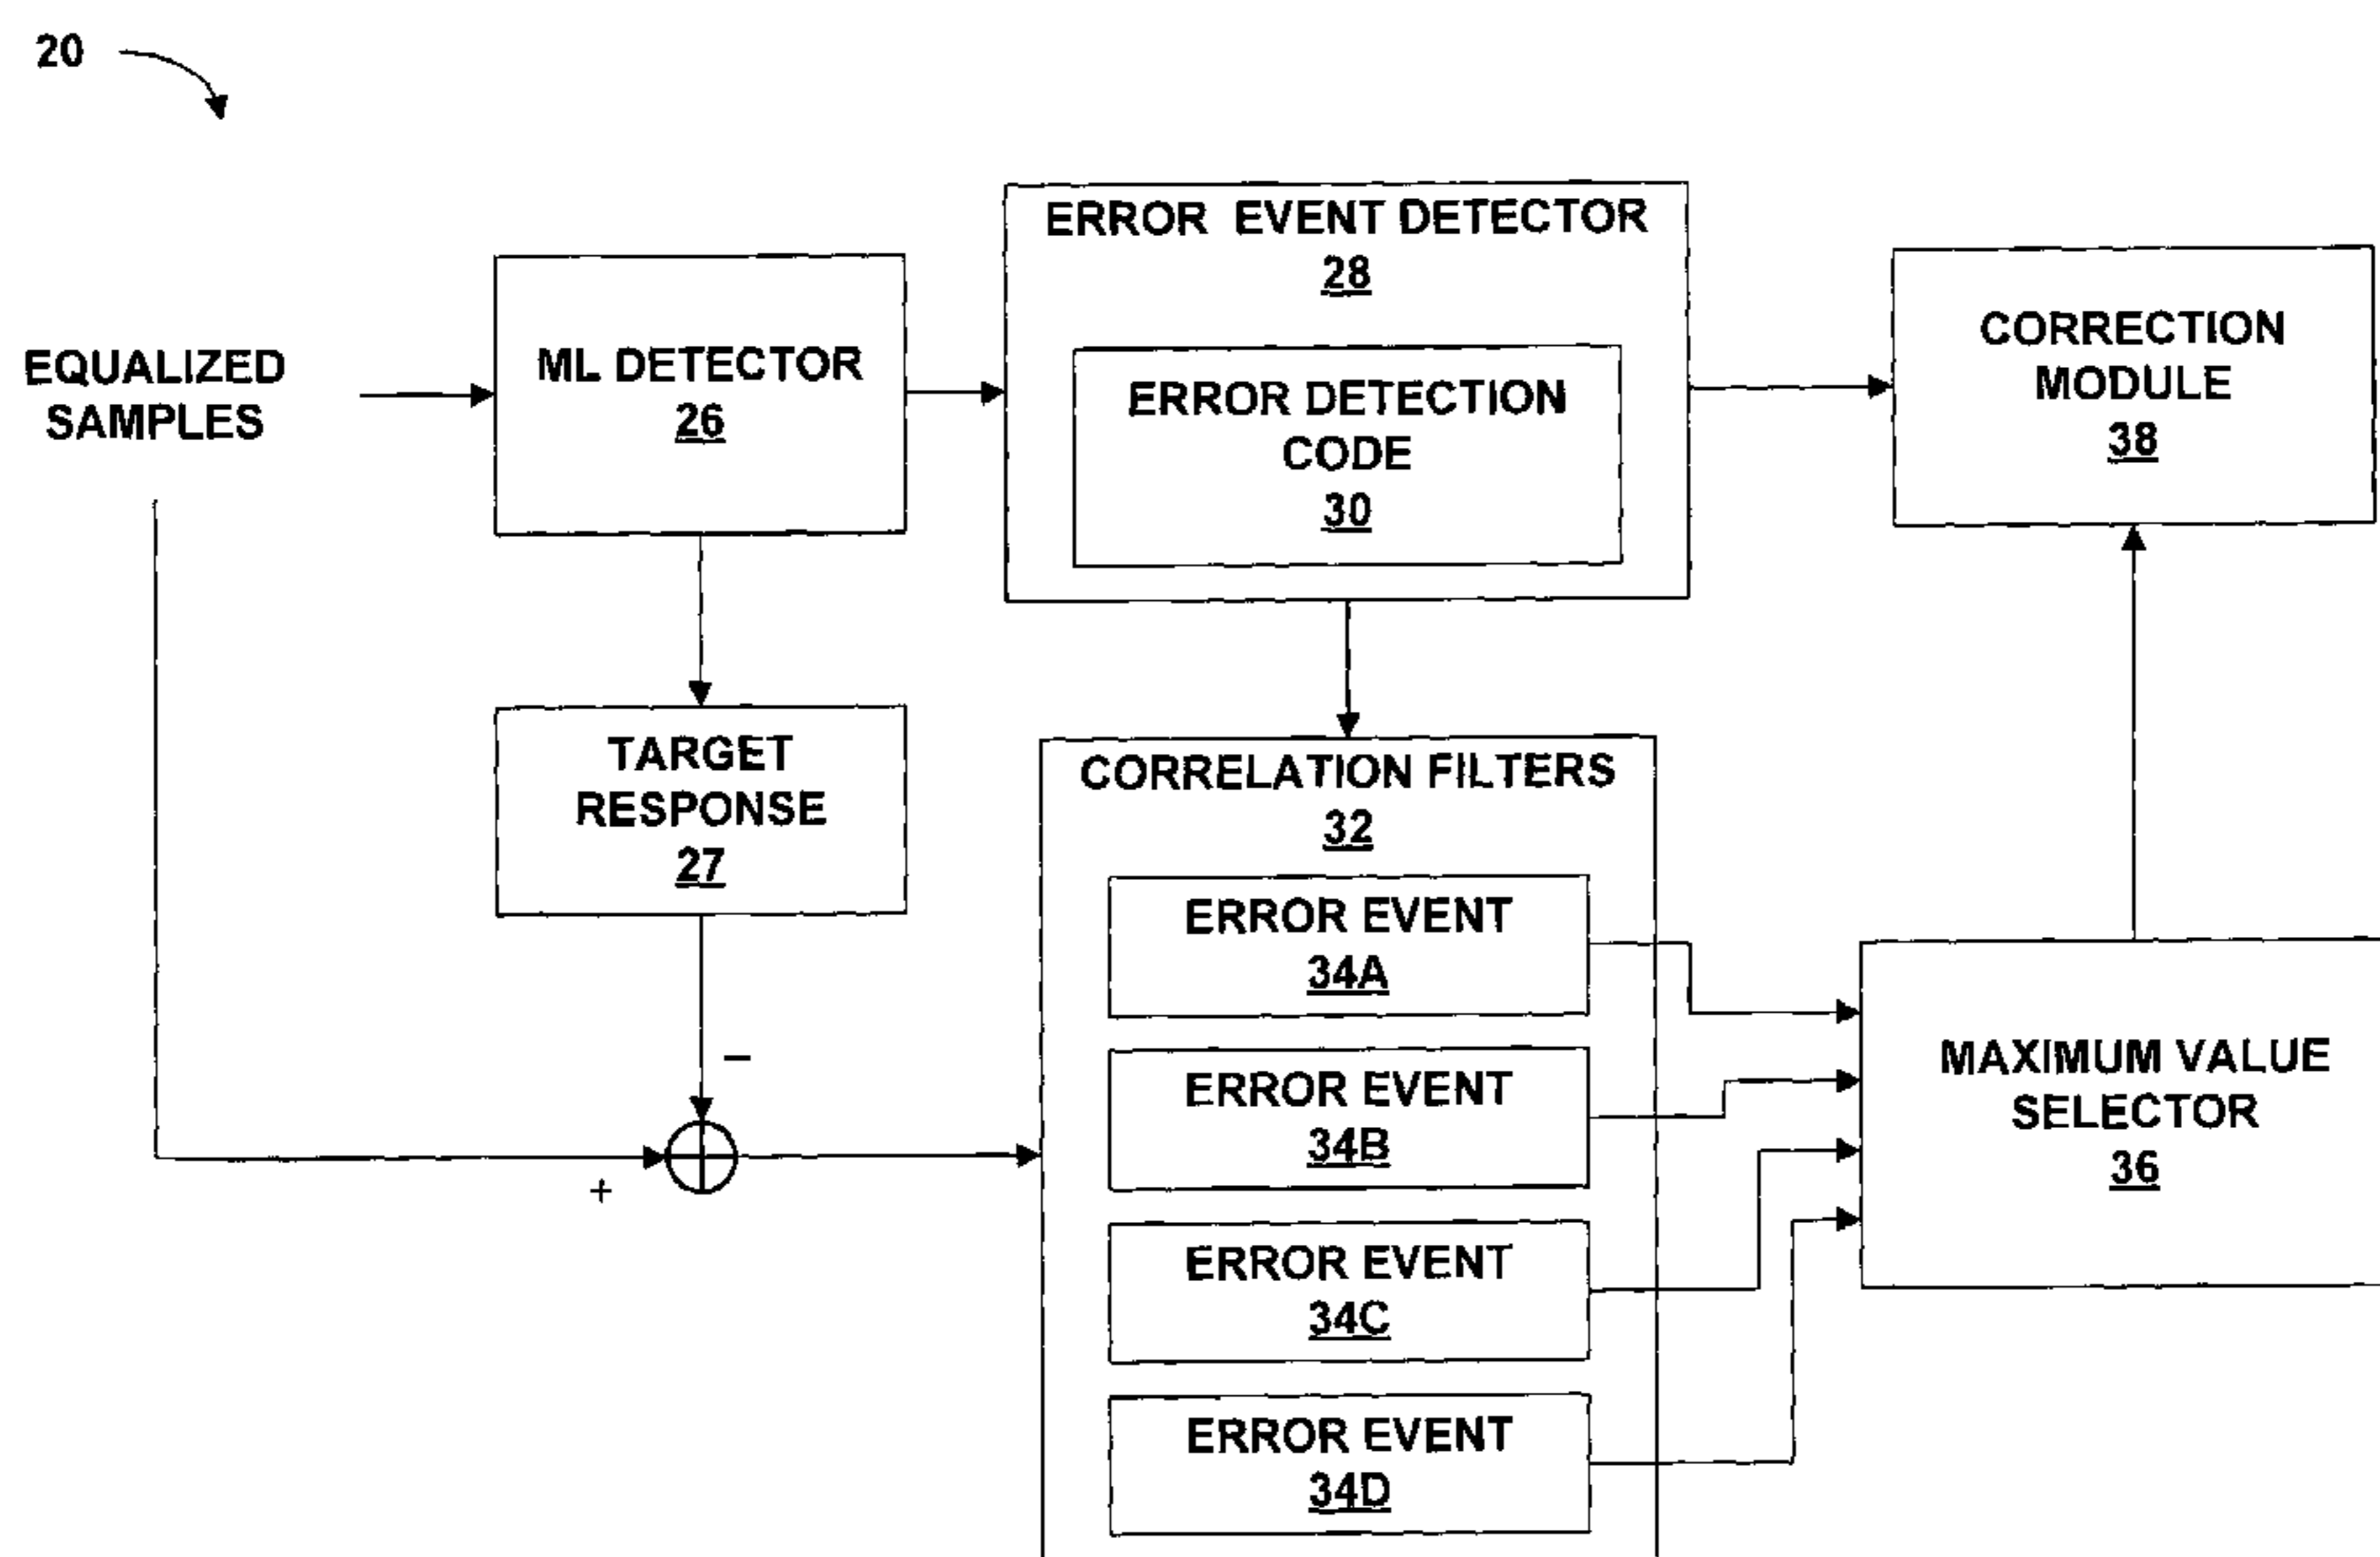 20
EQUALIZED
SAMPLES
ML DETECTOR
26
ERROR EVENT DETECTOR
28
ERROR DETECTION
CODE
30
CORRECTION
MODULE
38
TARGET
RESPONSE
27
−
+
CORRELATION FILTERS
32
ERROR EVENT
34A
ERROR EVENT
34B
ERROR EVENT
34C
ERROR EVENT
34D
MAXIMUM VALUE
SELECTOR
36